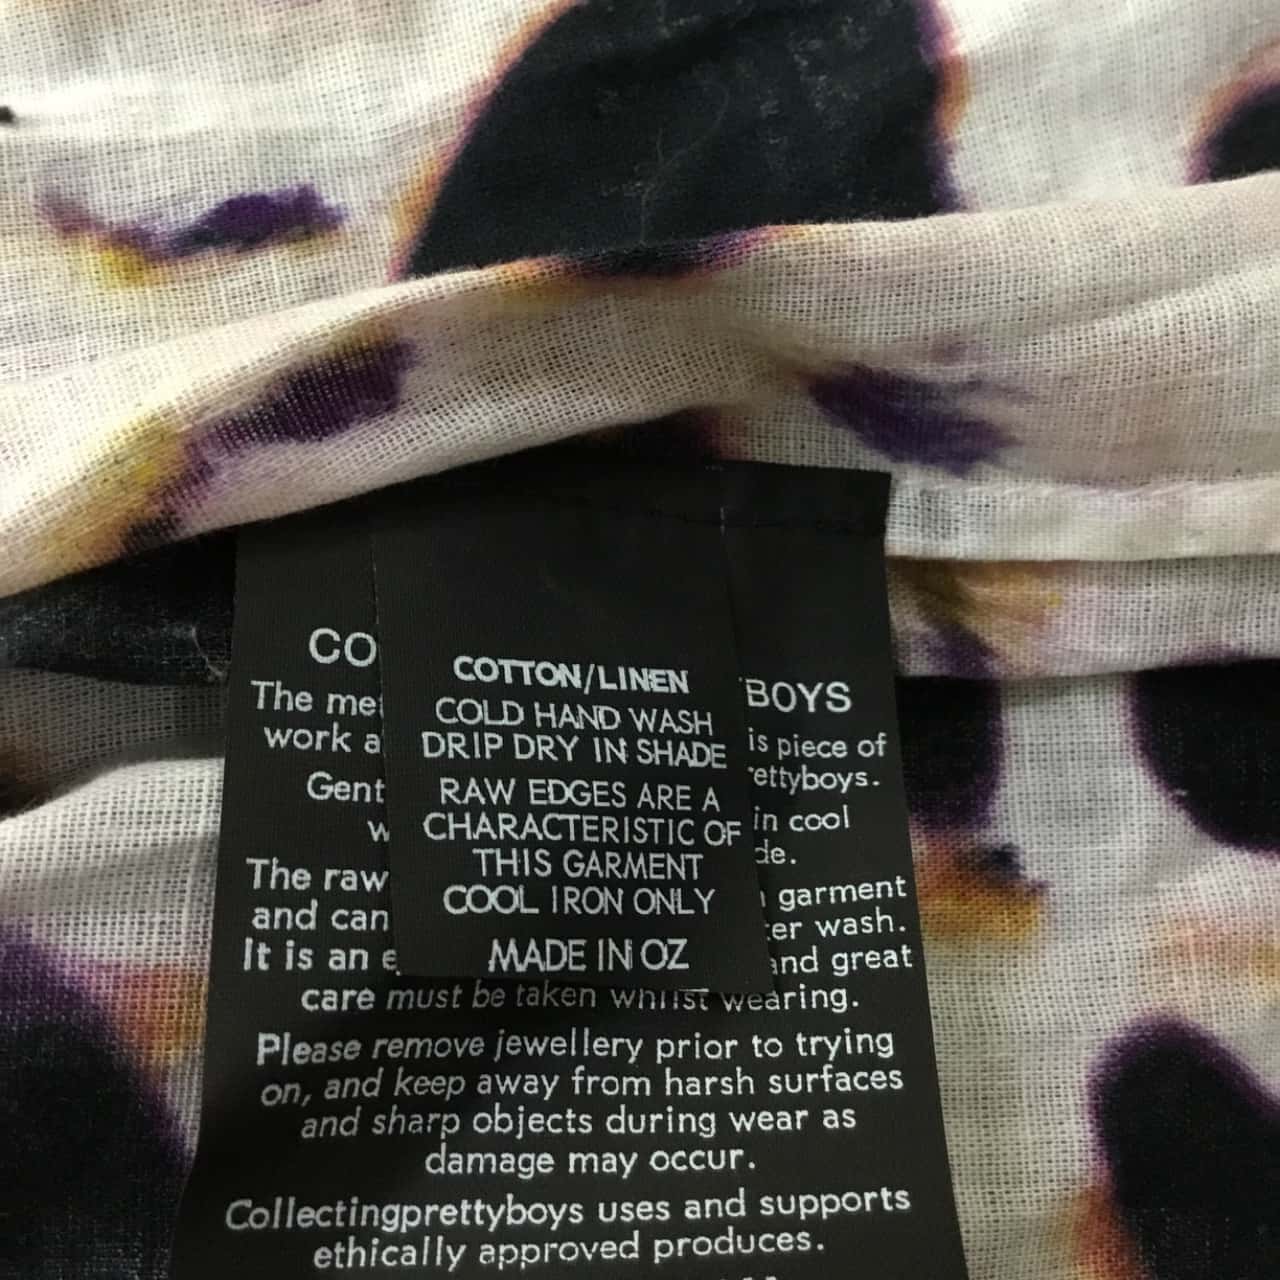 COTTON/LINEN
COLD HAND WASH
DRIP DRY IN SHADE
RAW EDGES ARE A
CHARACTERISTIC OF
THIS GARMENT
COOL IRON ONLY
MADE IN OZ
CO BOYS
The is piece of
work ettyboys.
in cool
The raw garment
and can wash.
It is an and great
care must be taken whilst wearing.
Please remove jewellery prior to trying
on, and keep away from harsh surfaces
and sharp objects during wear as
damage may occur.
Collectingprettyboys uses and supports
ethically approved produces.